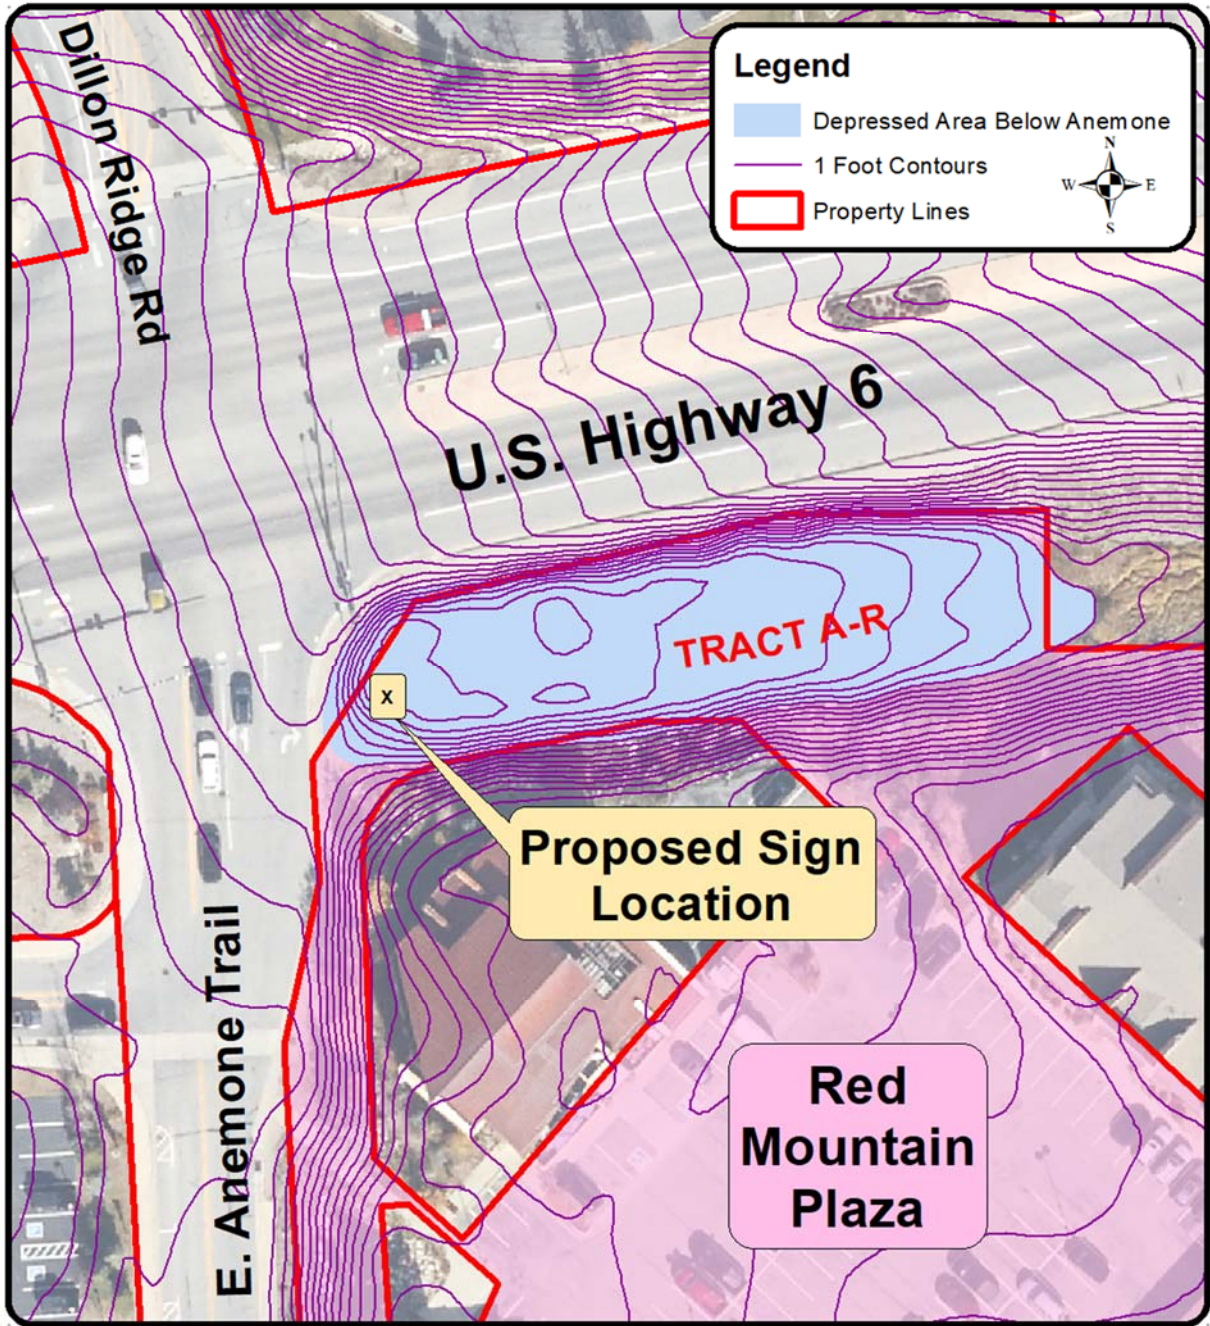 Dillon Ridge Rd
Legend
Depressed Area Below Anemone
1 Foot Contours
Property Lines
N
W
E
S
U.S. Highway 6
TRACT A-R
X
Proposed Sign
Location
E. Anemone Trail
Red
Mountain
Plaza